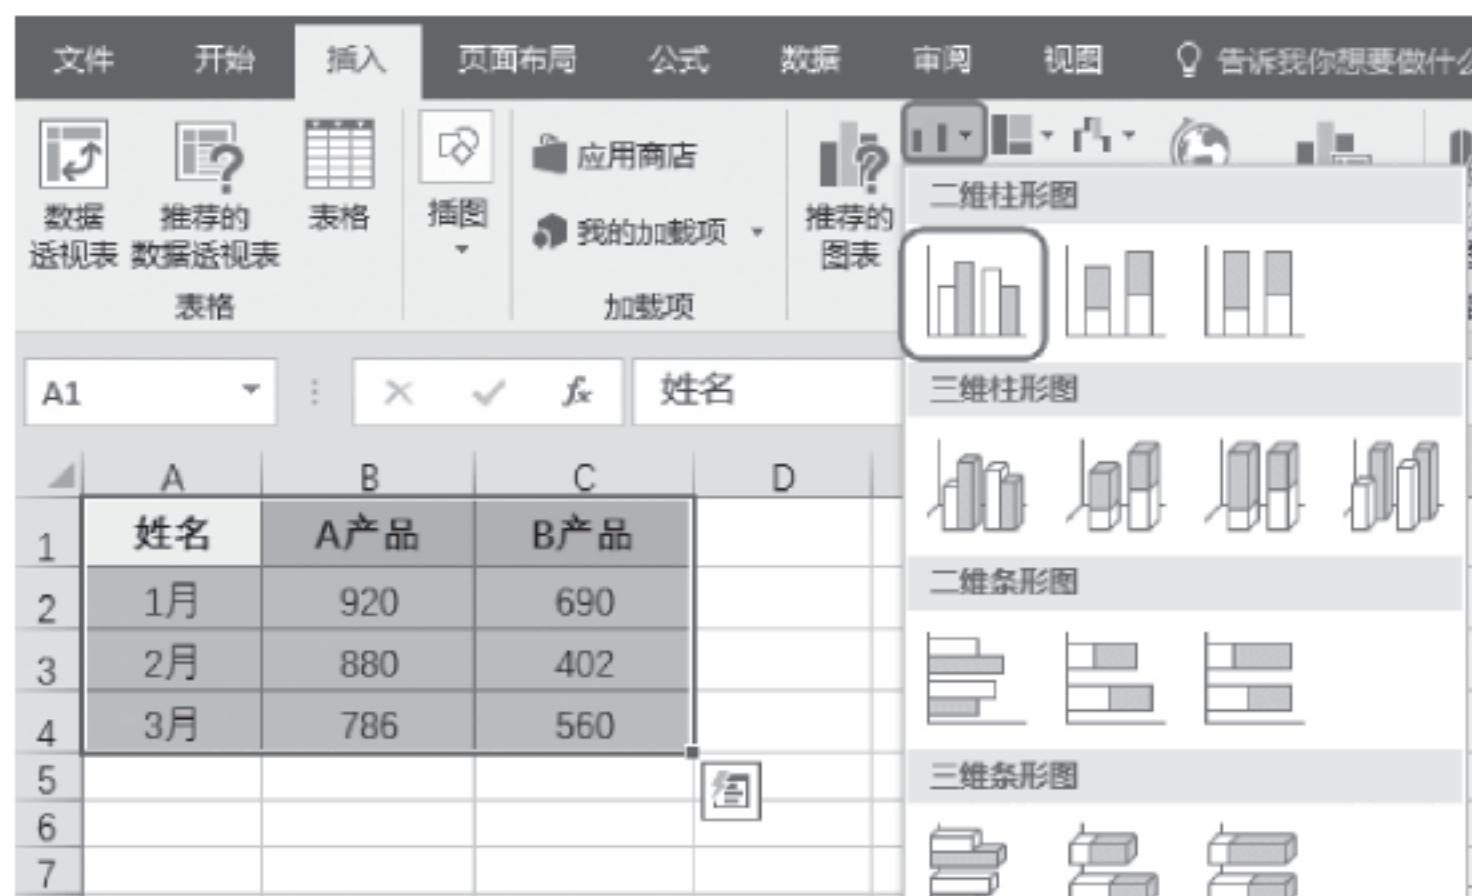 文件 开始 插入 页面布局 公式 数据 审阅 视图 告诉我你想要做什么
数据
透视表
推荐的
数据透视表
表格
表格
插图
应用商店
我的加载项
加载项
推荐的
图表
二维柱形图
三维柱形图
二维条形图
三维条形图
A1 fx 姓名
A B C D
1 姓名 A产品 B产品
2 1月 920 690
3 2月 880 402
4 3月 786 560
5
6
7